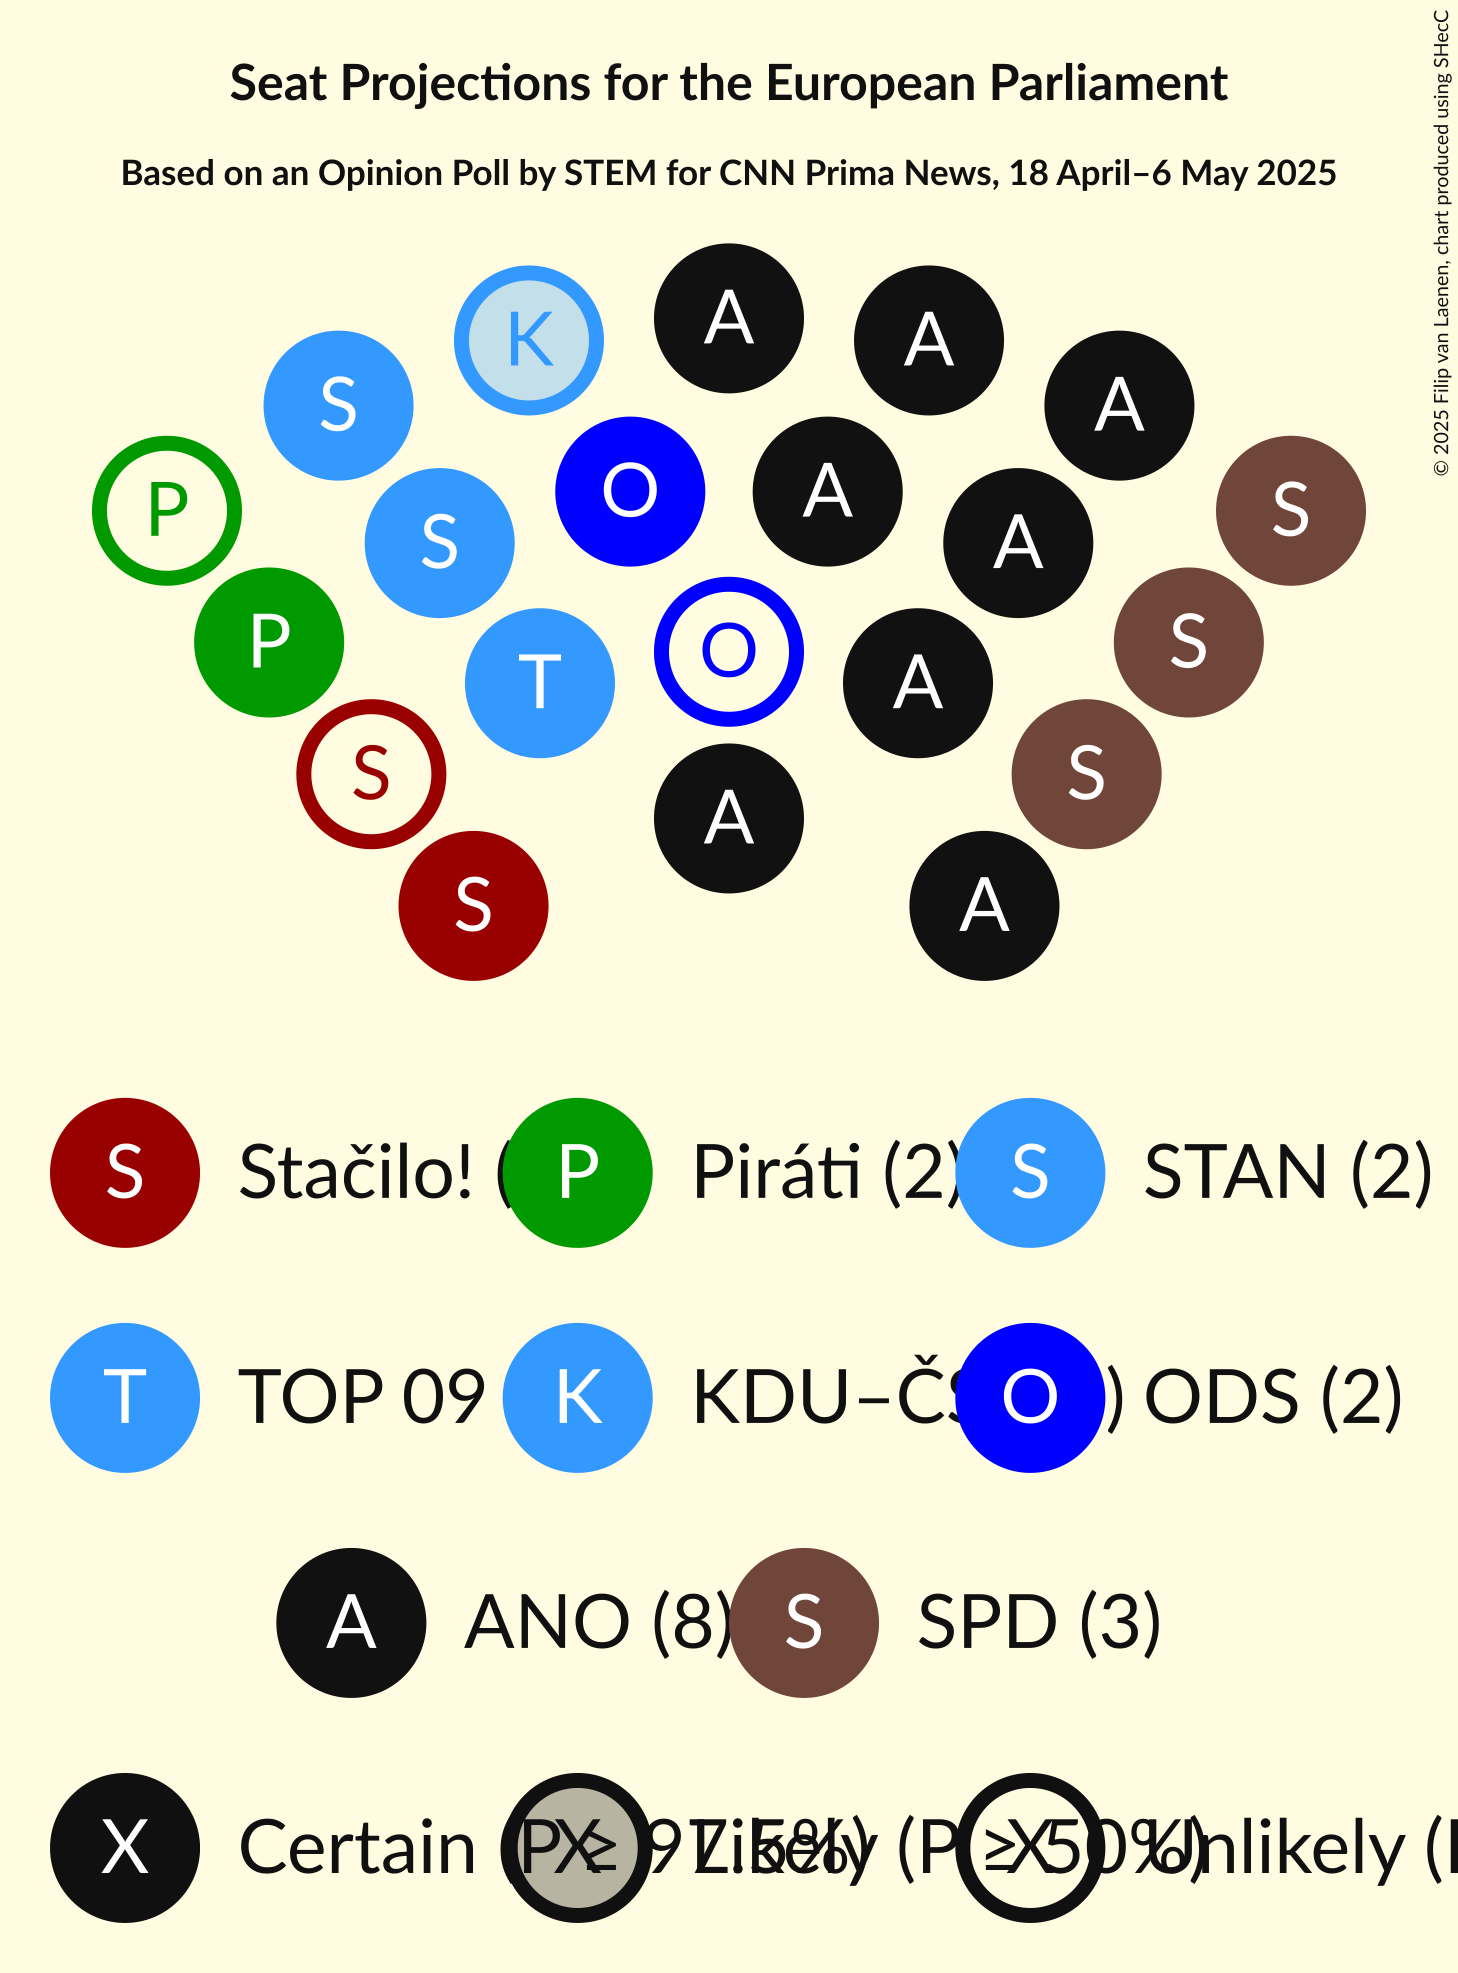 Seat Projections for the European Parliament
Based on an Opinion Poll by STEM for CNN Prima News, 18 April–6 May 2025
© 2025 Filip van Laenen, chart produced using SHecC
K A A A
S A
P S O A A S
P T O A S
S A S
S A
S Stačilo! ( P Piráti (2) S STAN (2)
T TOP 09 K KDU–ČS ) O ODS (2)
A ANO (8) S SPD (3)
X Certain (P ≥ 97.5%) X Likely (P ≥ 50%) X Unlikely (